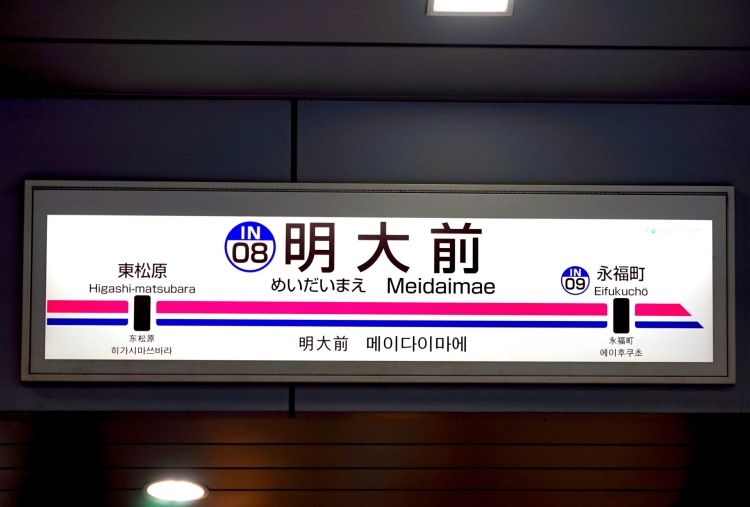 IN
08
明大前
めいだいまえ Meidaimae
東松原
Higashi-matsubara
东松原
히가시마쓰바라
明大前 메이다이마에
IN
09
永福町
Eifukuchō
永福町
에이후쿠초